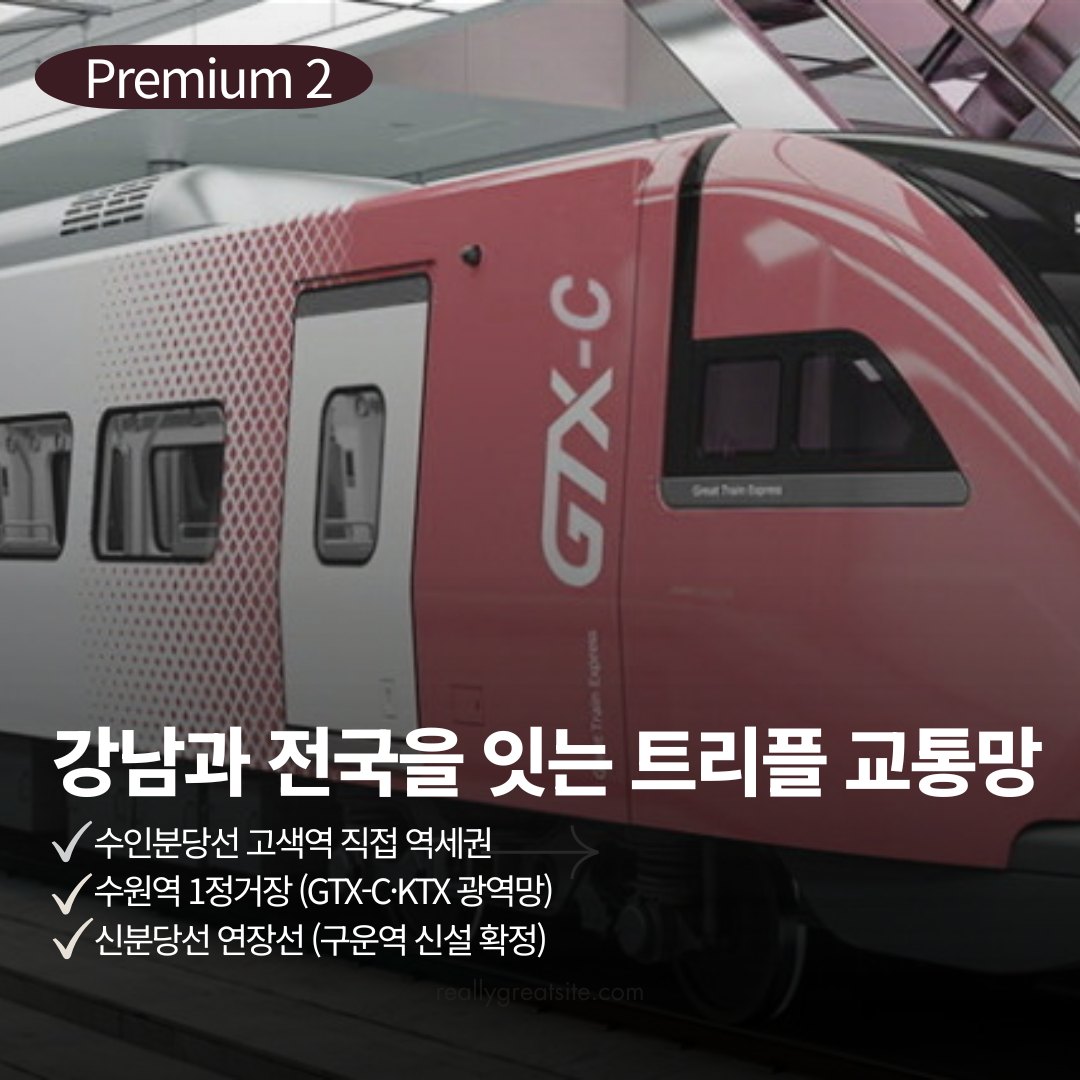 Premium 2
GTX-C
Great Train Express
Train Express
강남과 전국을 잇는 트리플 교통망
수인분당선 고색역 직접 역세권
수원역 1정거장 (GTX-C·KTX 광역망)
신분당선 연장선 (구운역 신설 확정)
reallygreatsite.com